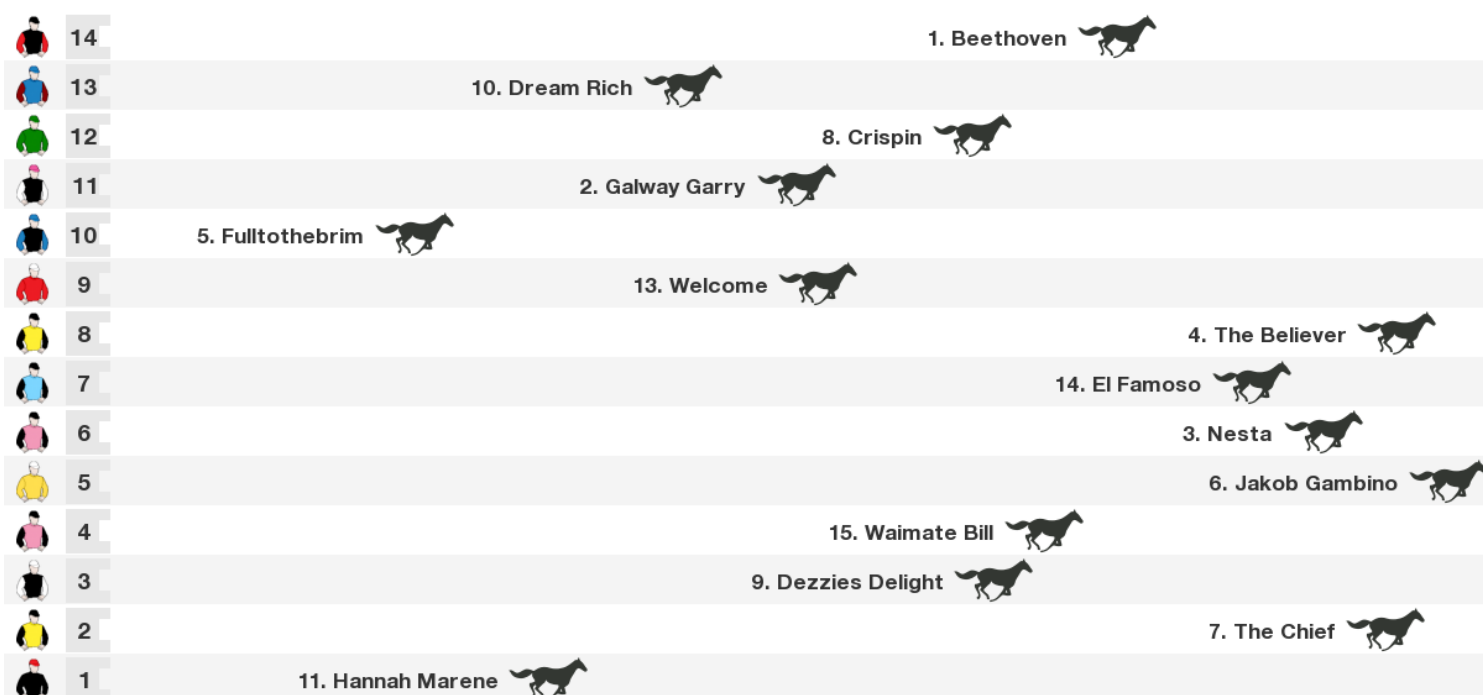 14 1. Beethoven
13 10. Dream Rich
12 8. Crispin
11 2. Galway Garry
10 5. Fulltothebrim
9 13. Welcome
8 4. The Believer
7 14. El Famoso
6 3. Nesta
5 6. Jakob Gambino
4 15. Waimate Bill
3 9. Dezzies Delight
2 7. The Chief
1 11. Hannah Marene